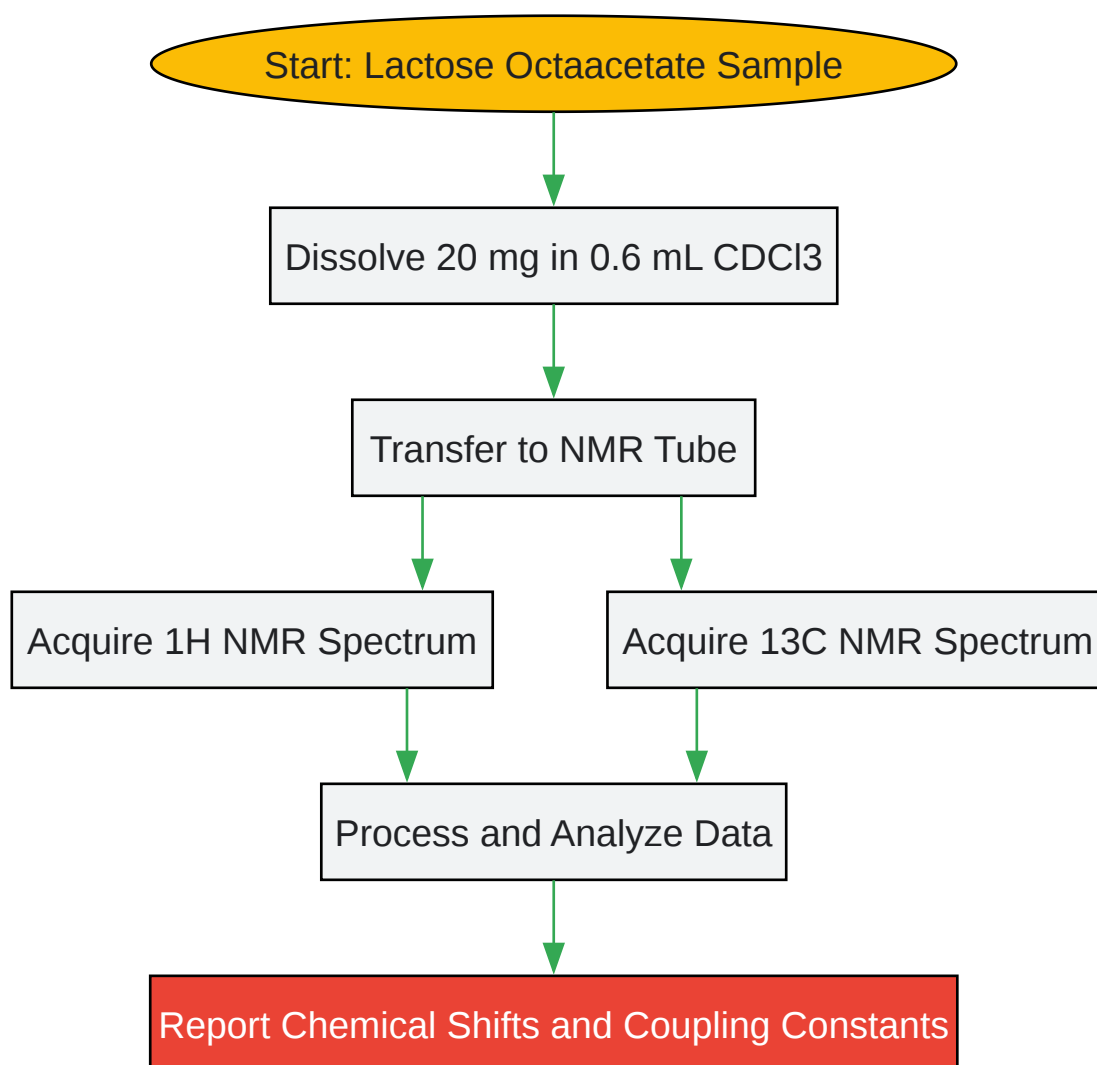 Start: Lactose Octaacetate Sample
Dissolve 20 mg in 0.6 mL CDCl3
Transfer to NMR Tube
Acquire 1H NMR Spectrum
Acquire 13C NMR Spectrum
Process and Analyze Data
Report Chemical Shifts and Coupling Constants